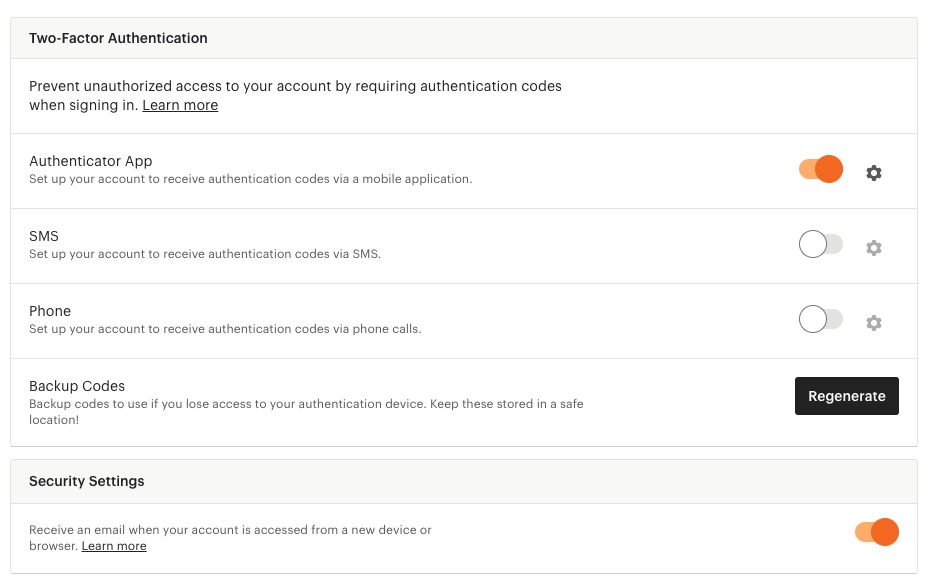 Two-Factor Authentication
Prevent unauthorized access to your account by requiring authentication codes
when signing in. Learn more
Authenticator App
Set up your account to receive authentication codes via a mobile application.
SMS
Set up your account to receive authentication codes via SMS.
Phone
Set up your account to receive authentication codes via phone calls.
Backup Codes
Backup codes to use if you lose access to your authentication device. Keep these stored in a safe
location!
Regenerate
Security Settings
Receive an email when your account is accessed from a new device or
browser. Learn more